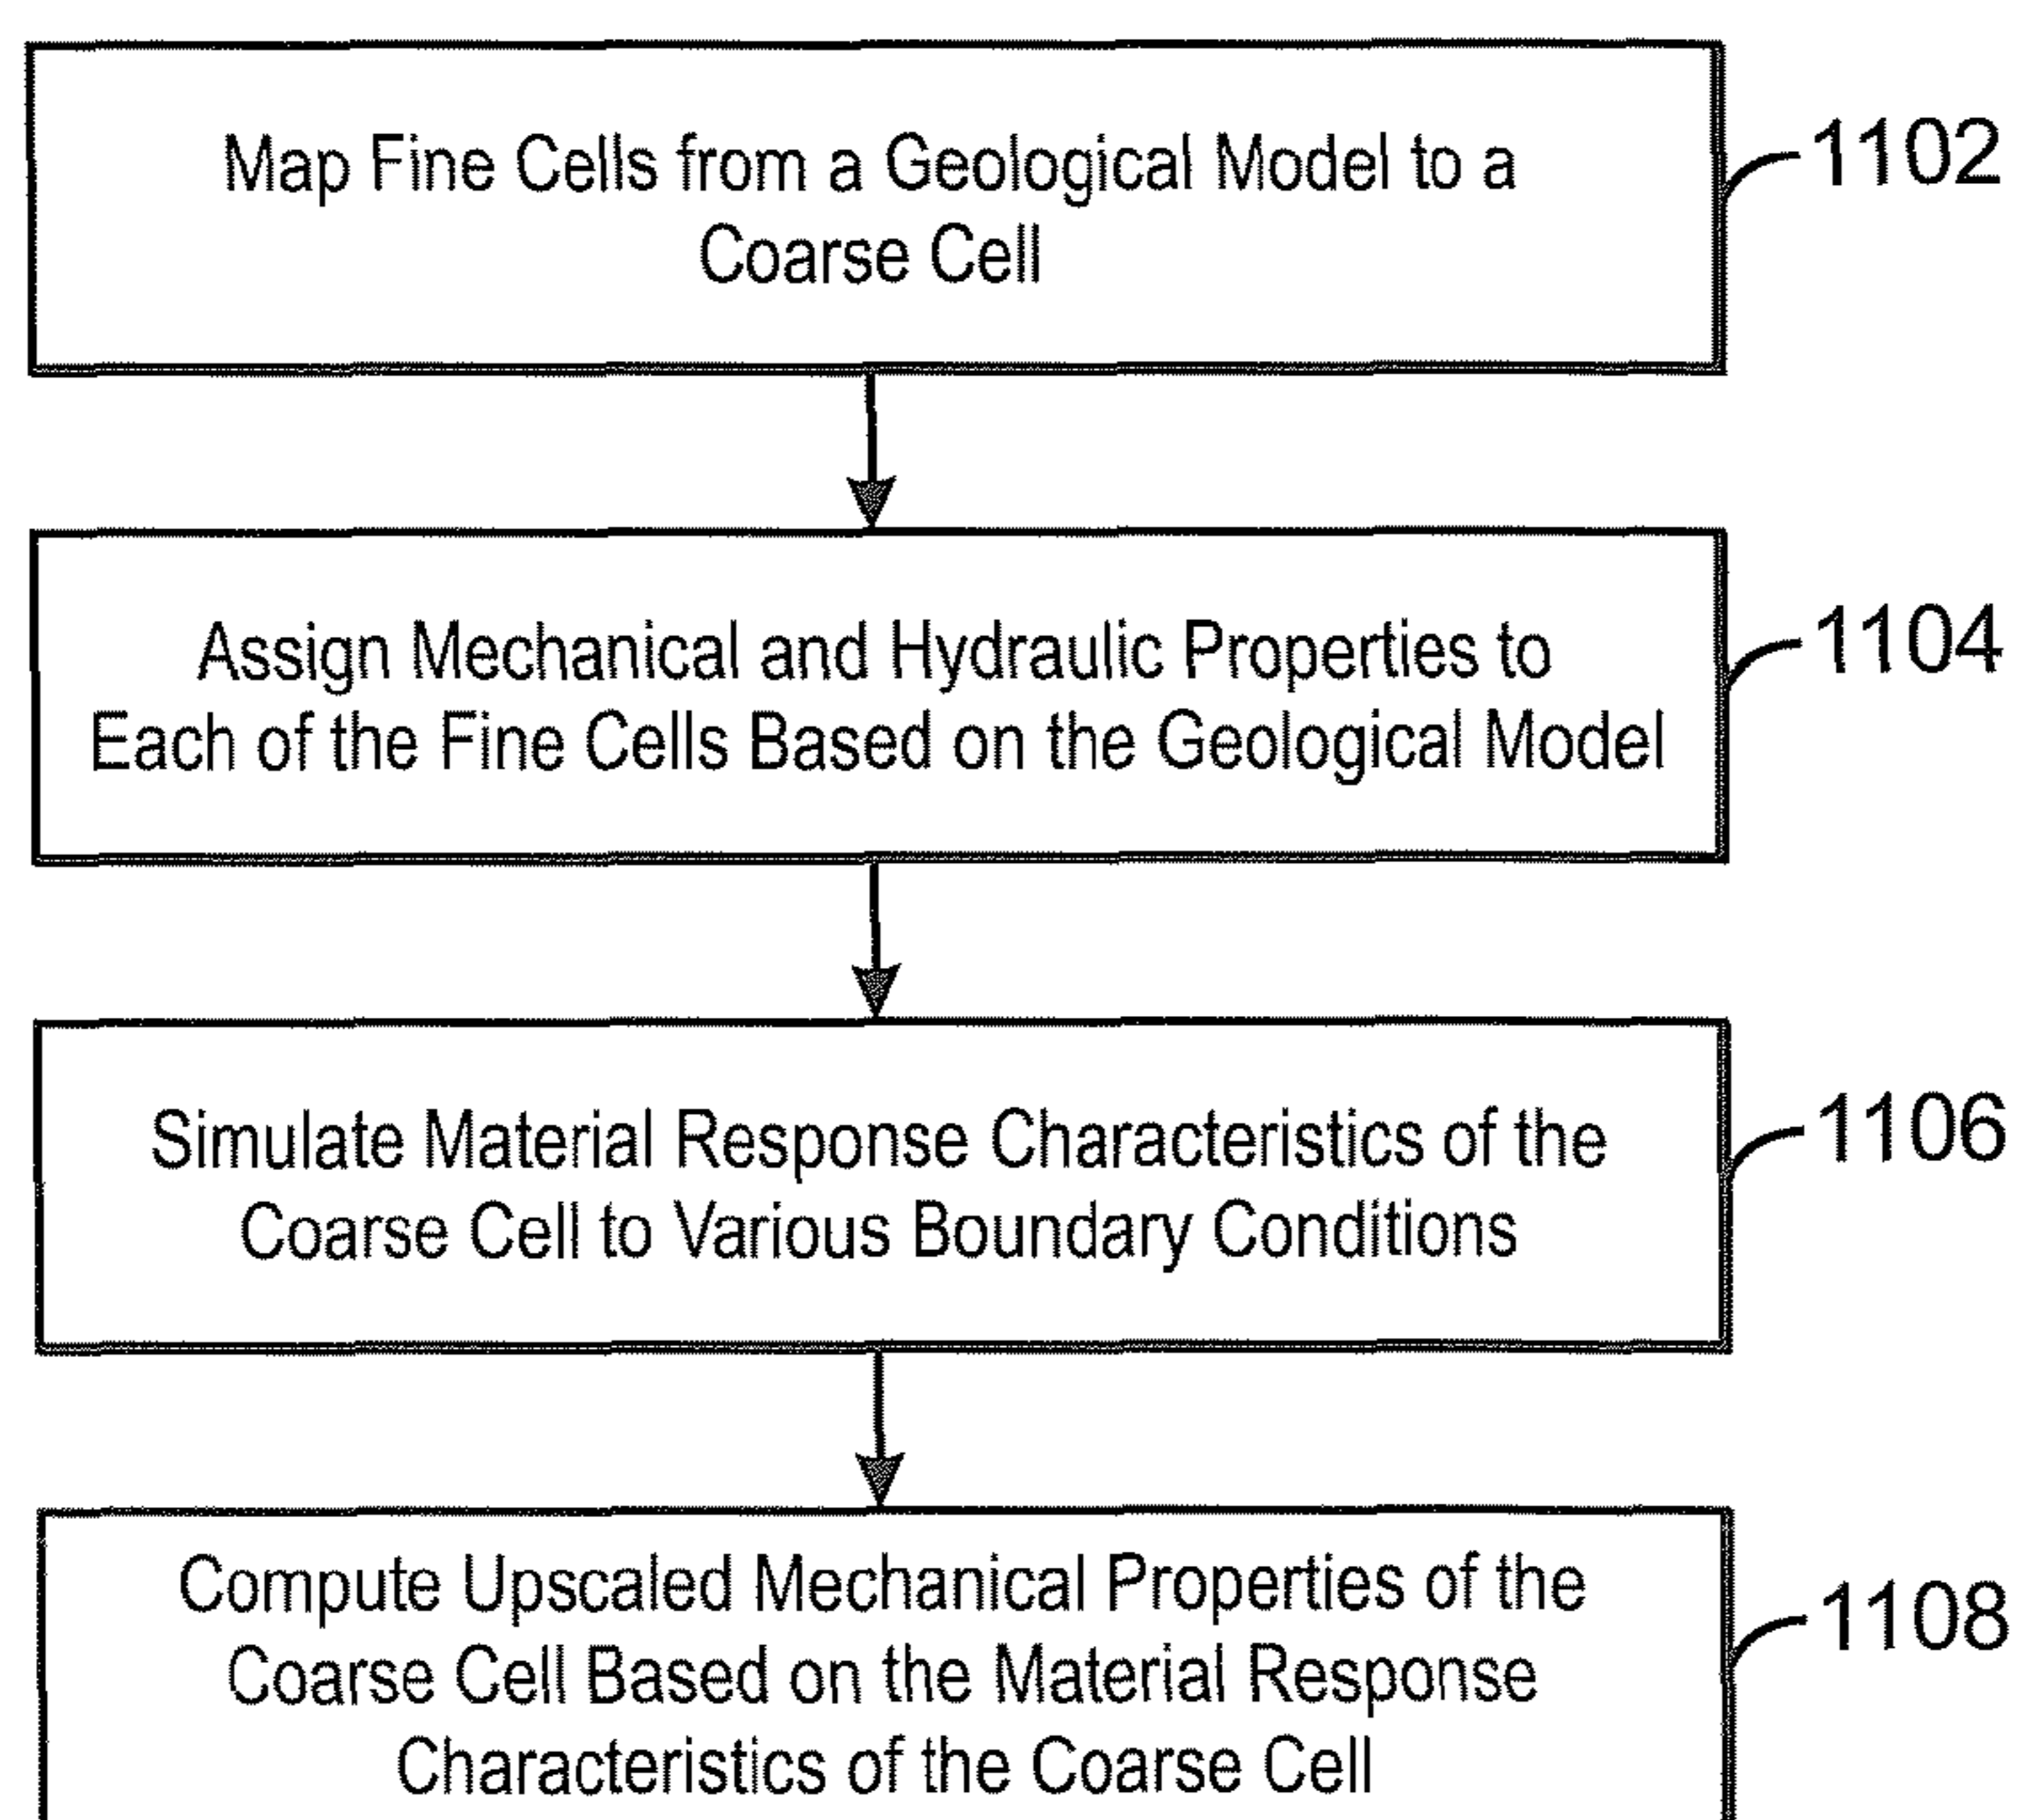 Map Fine Cells from a Geological Model to a
Coarse Cell
1102
Assign Mechanical and Hydraulic Properties to
Each of the Fine Cells Based on the Geological Model
1104
Simulate Material Response Characteristics of the
Coarse Cell to Various Boundary Conditions
1106
Compute Upscaled Mechanical Properties of the
Coarse Cell Based on the Material Response
Characteristics of the Coarse Cell
1108